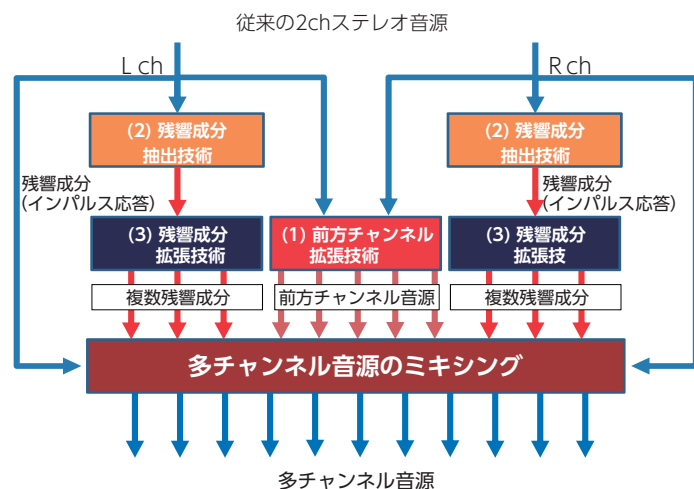 従来の2chステレオ音源
L ch
R ch
(2) 残響成分
抽出技術
(2) 残響成分
抽出技術
残響成分
(インパルス応答)
残響成分
(インパルス応答)
(3) 残響成分
拡張技術
(1) 前方チャンネル
拡張技術
(3) 残響成分
拡張技
複数残響成分
前方チャンネル音源
複数残響成分
多チャンネル音源のミキシング
多チャンネル音源